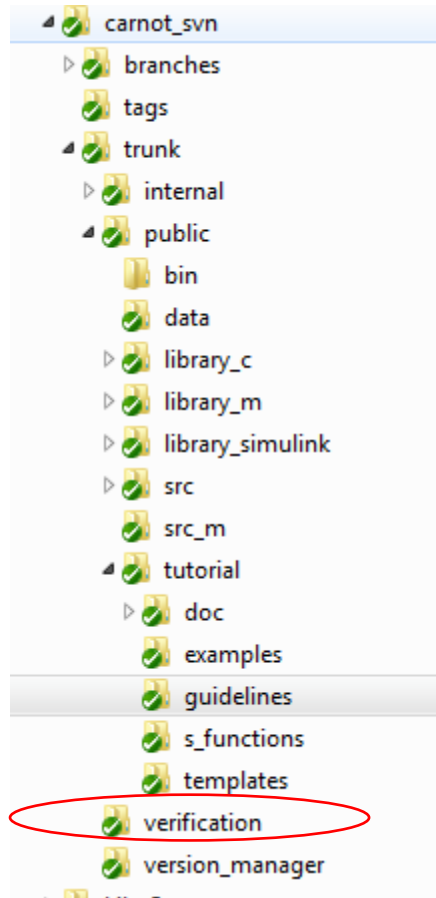 carnot_svn
branches
tags
trunk
internal
public
bin
data
library_c
library_m
library_simulink
src
src_m
tutorial
doc
examples
guidelines
s_functions
templates
verification
version_manager